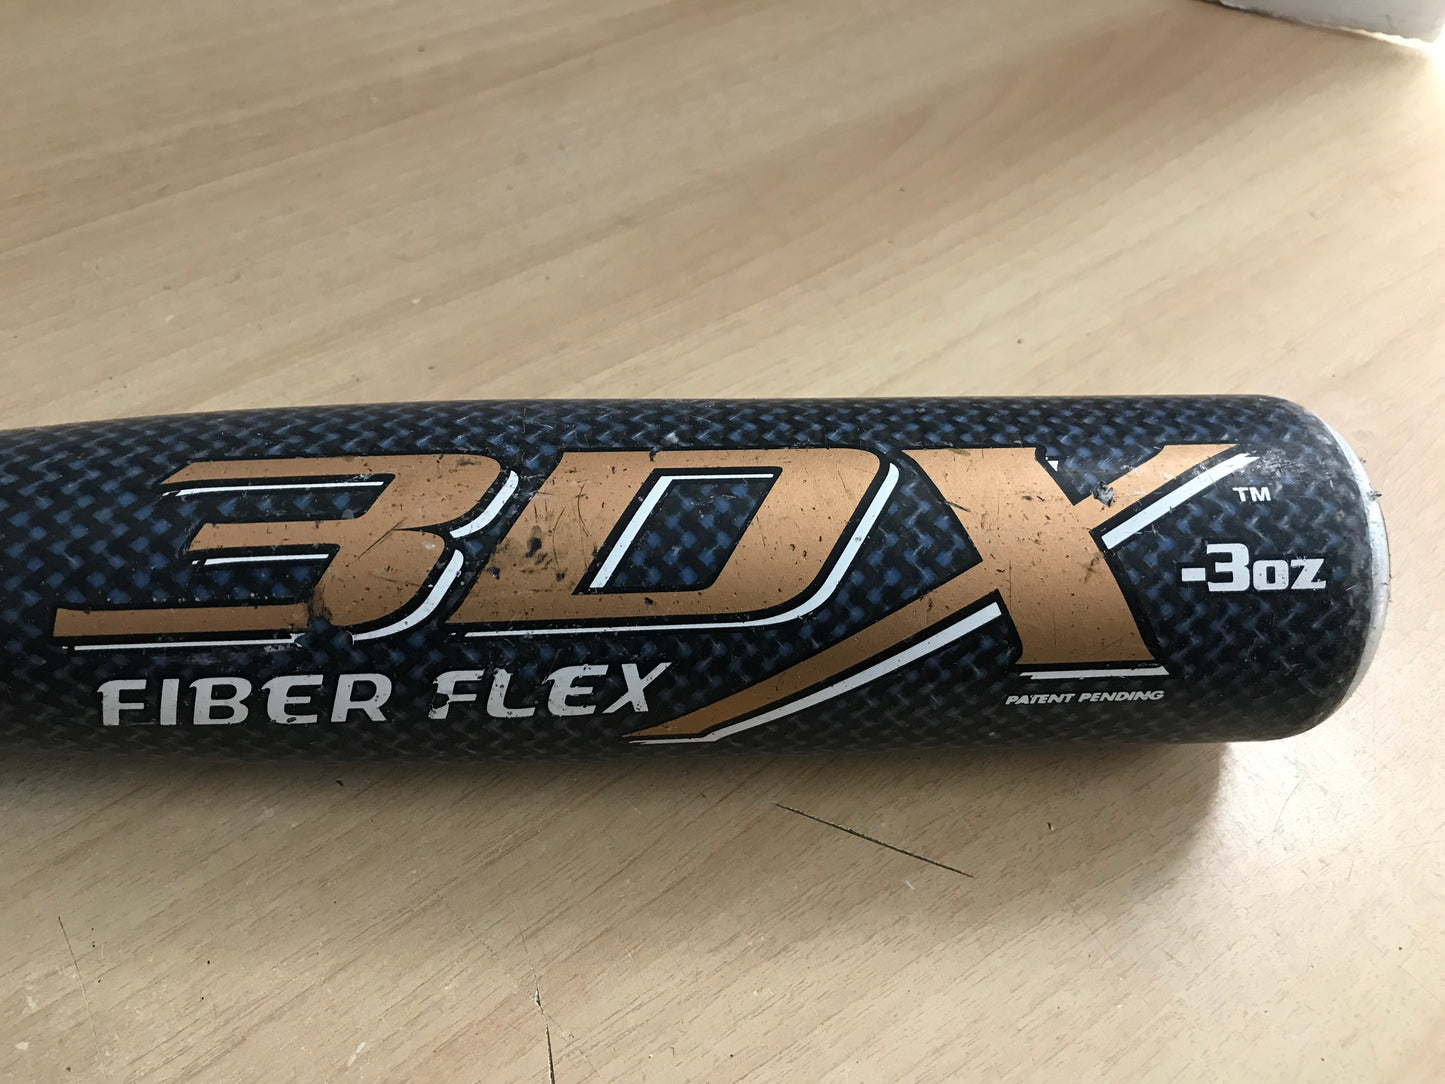 3DX™
-3oz
FIBER FLEX
PATENT PENDING